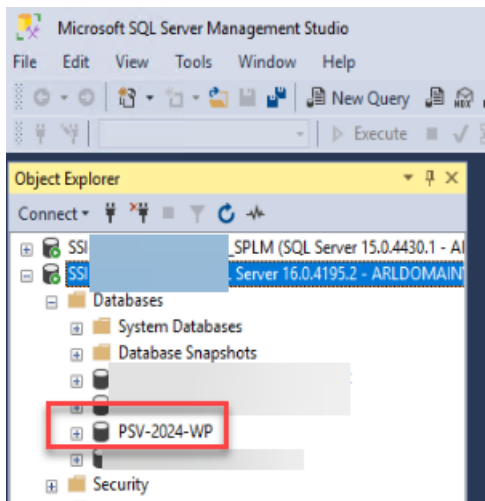 Microsoft SQL Server Management Studio
File Edit View Tools Window Help
New Query
Execute
Object Explorer
Connect
SSI _SPLM (SQL Server 15.0.4430.1 - Al
SSI Server 16.0.4195.2 - ARLDOMAIN
Databases
System Databases
Database Snapshots
PSV-2024-WP
Security